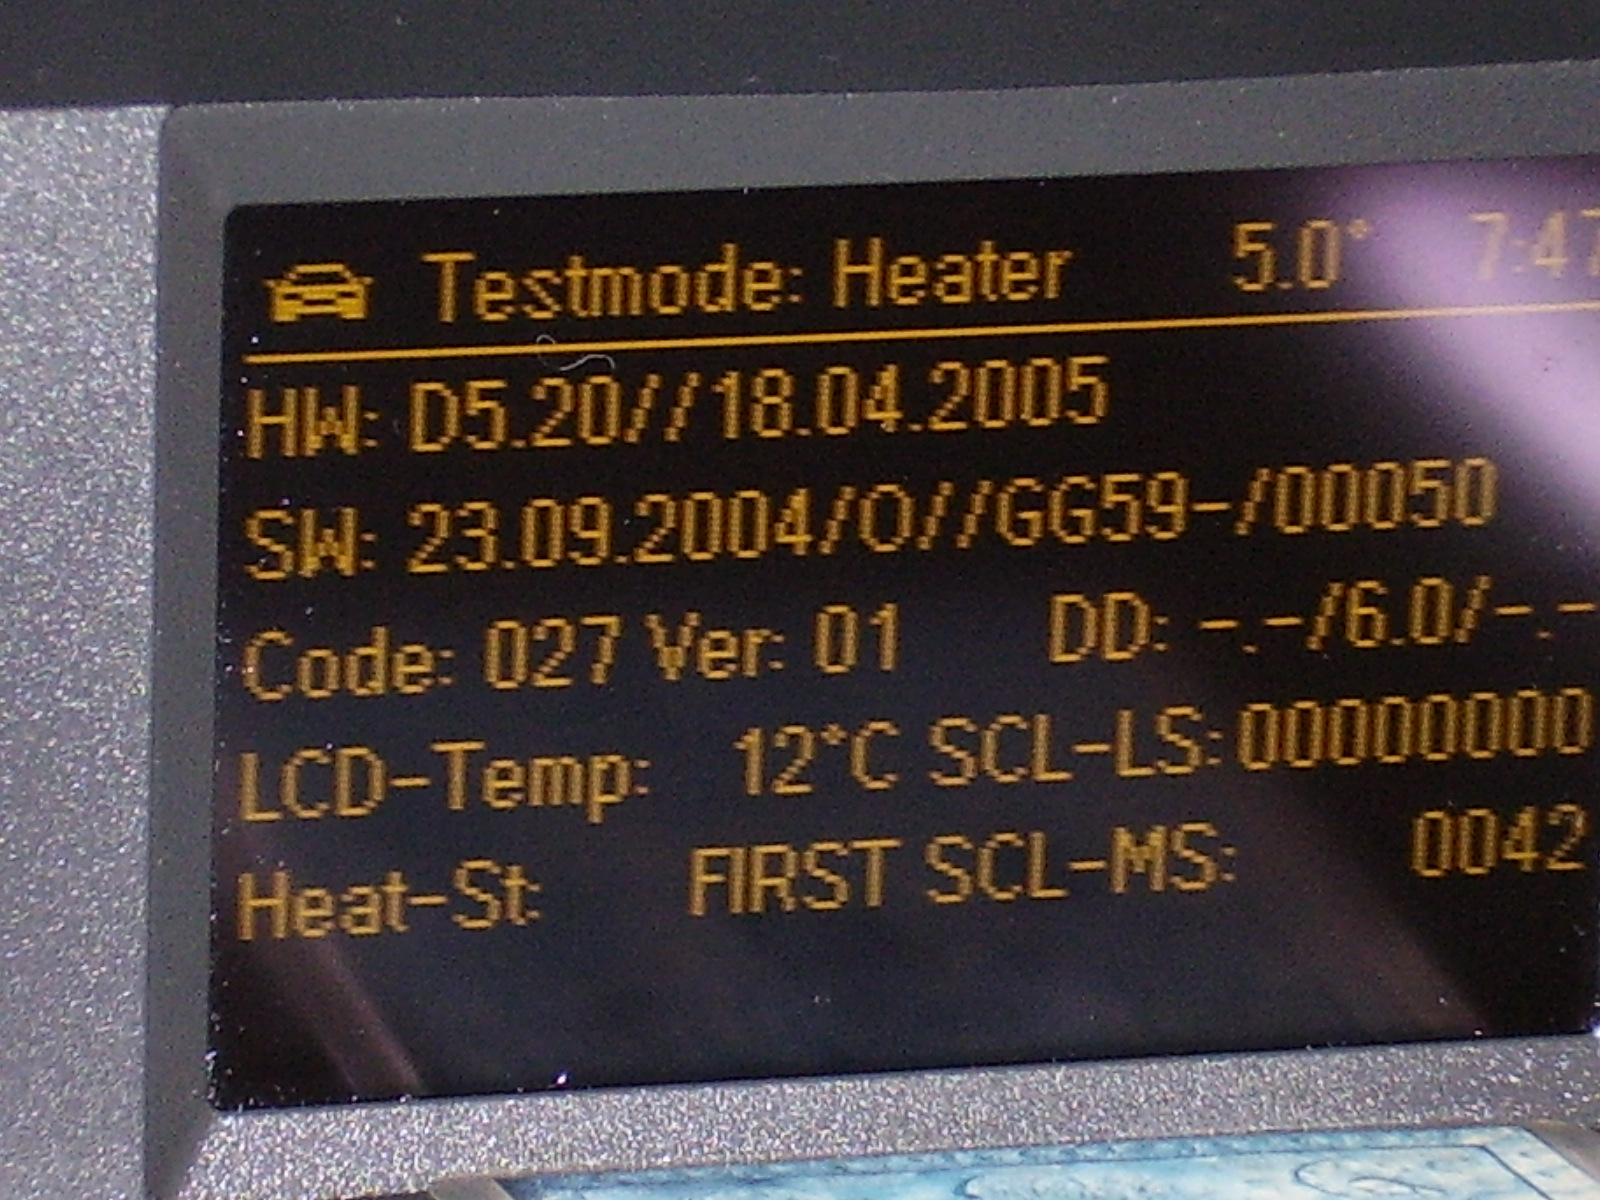 Testmode: Heater 5.0° 7:47
HW: D5.20//18.04.2005
SW: 23.09.2004/O//GG59-/00050
Code: 027 Ver: 01 DD: -.-/6.0/-.-
LCD-Temp: 12°C SCL-LS: 00000000
Heat-St: FIRST SCL-MS: 0042